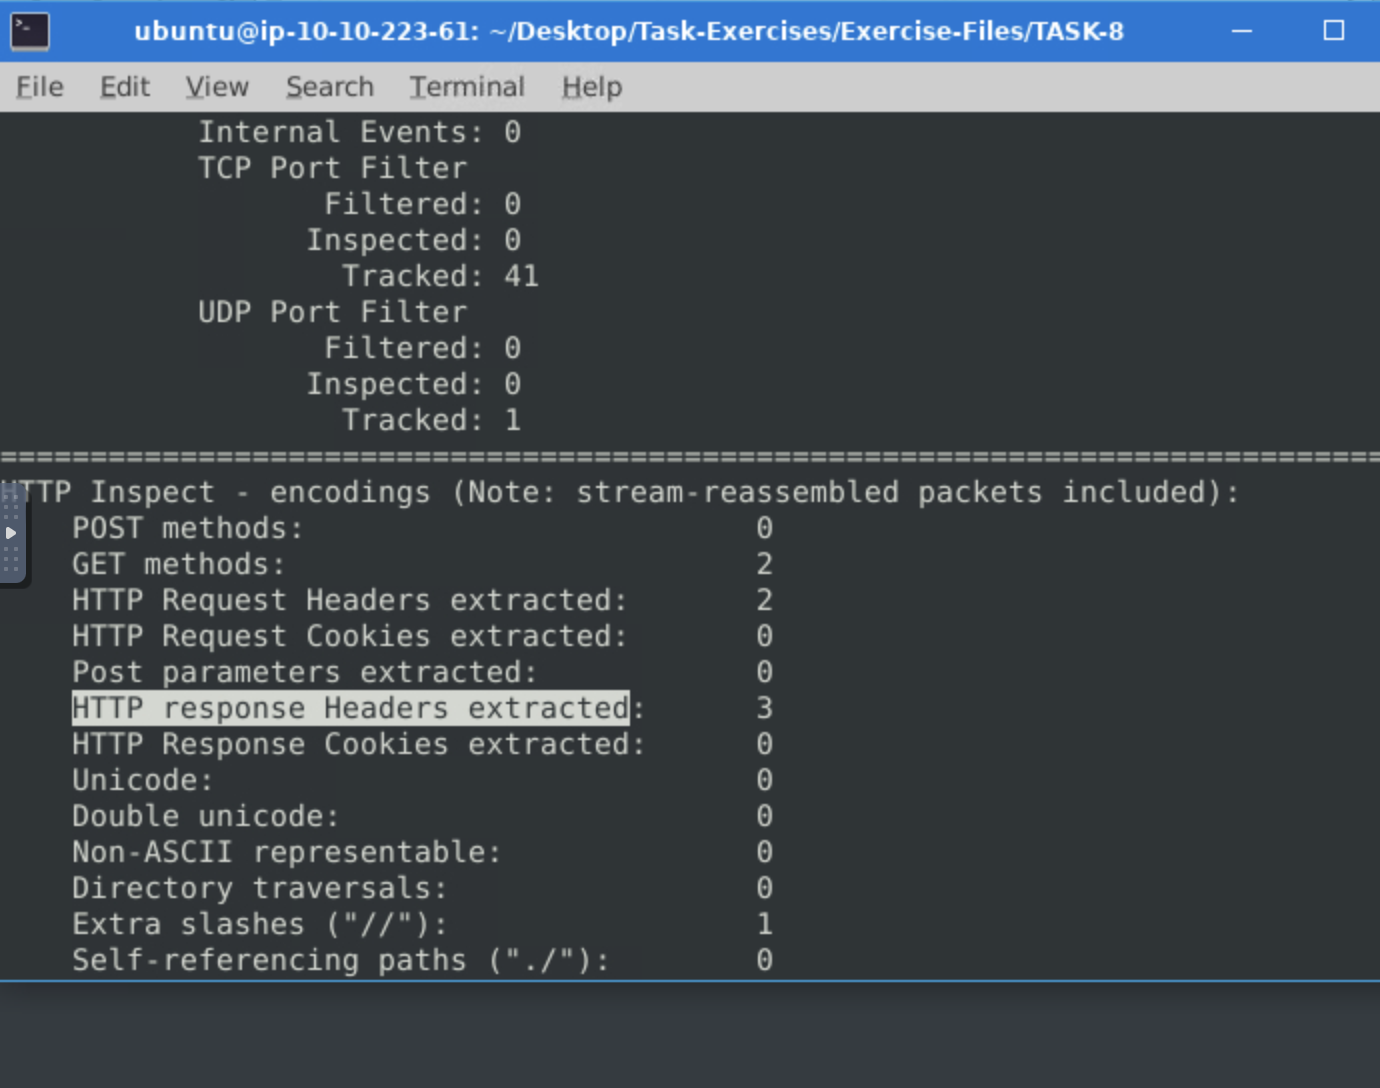 ubuntu@ip-10-10-223-61: ~/Desktop/Task-Exercises/Exercise-Files/TASK-8
File Edit View Search Terminal Help
Internal Events: 0
TCP Port Filter
Filtered: 0
Inspected: 0
Tracked: 41
UDP Port Filter
Filtered: 0
Inspected: 0
Tracked: 1
===============================================================================
HTTP Inspect - encodings (Note: stream-reassembled packets included):
POST methods: 0
GET methods: 2
HTTP Request Headers extracted: 2
HTTP Request Cookies extracted: 0
Post parameters extracted: 0
HTTP response Headers extracted: 3
HTTP Response Cookies extracted: 0
Unicode: 0
Double unicode: 0
Non-ASCII representable: 0
Directory traversals: 0
Extra slashes ("//"): 1
Self-referencing paths ("./"): 0